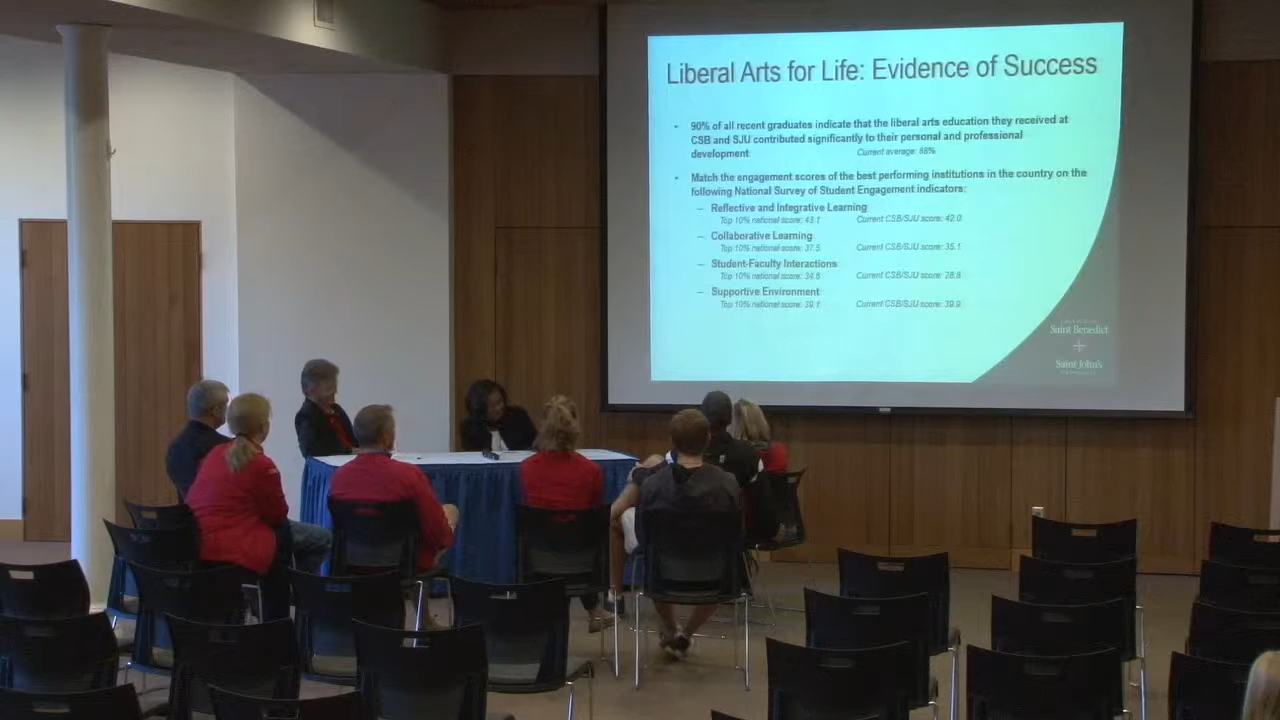 Liberal Arts for Life: Evidence of Success
• 90% of all recent graduates indicate that the liberal arts education they received at
CSB and SJU contributed significantly to their personal and professional
development Current average: 88%
• Match the engagement scores of the best performing institutions in the country on the
following National Survey of Student Engagement indicators:
– Reflective and Integrative Learning
Top 10% national score: 43.1 Current CSB/SJU score: 42.0
– Collaborative Learning
Top 10% national score: 37.5 Current CSB/SJU score: 35.1
– Student-Faculty Interactions
Top 10% national score: Current CSB/SJU score: 28.8
– Supportive Environment
Top 10% national score: 39.1 Current CSB/SJU score: 39.9
Saint Benedict
+
Saint John's